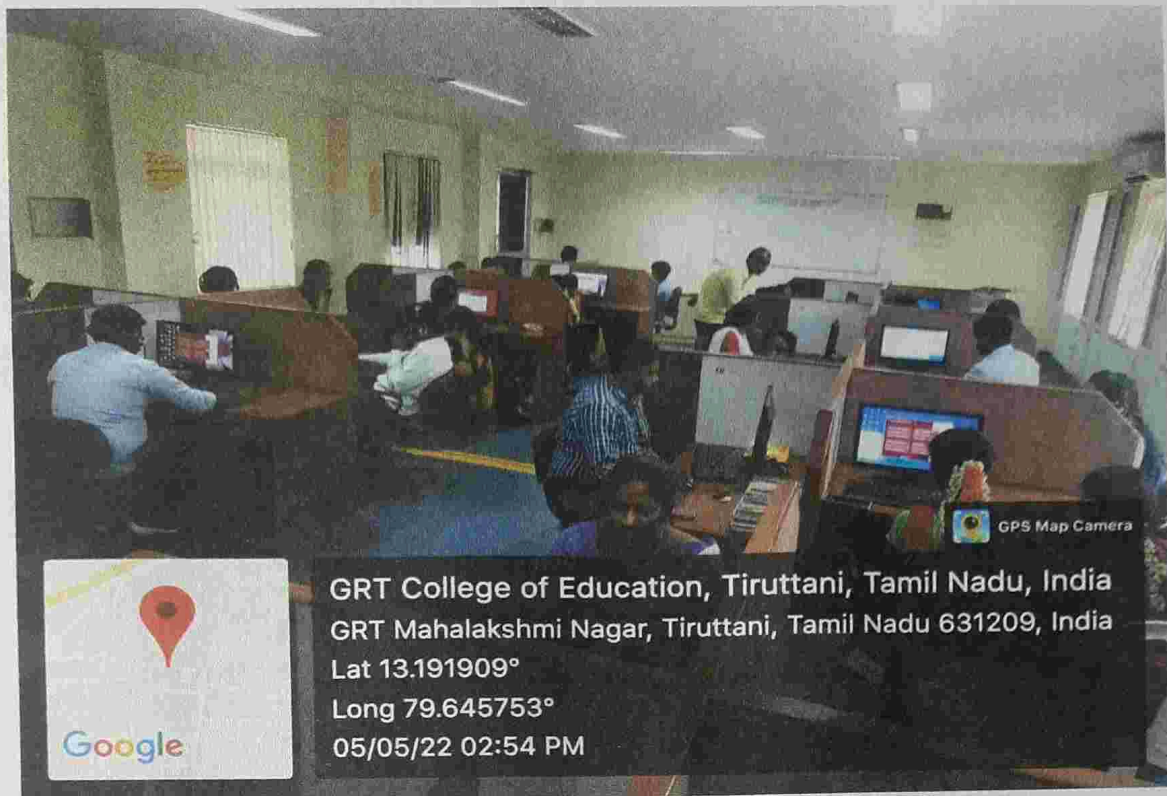 GPS Map Camera
GRT College of Education, Tiruttani, Tamil Nadu, India
GRT Mahalakshmi Nagar, Tiruttani, Tamil Nadu 631209, India
Lat 13.191909°
Long 79.645753°
05/05/22 02:54 PM
Google